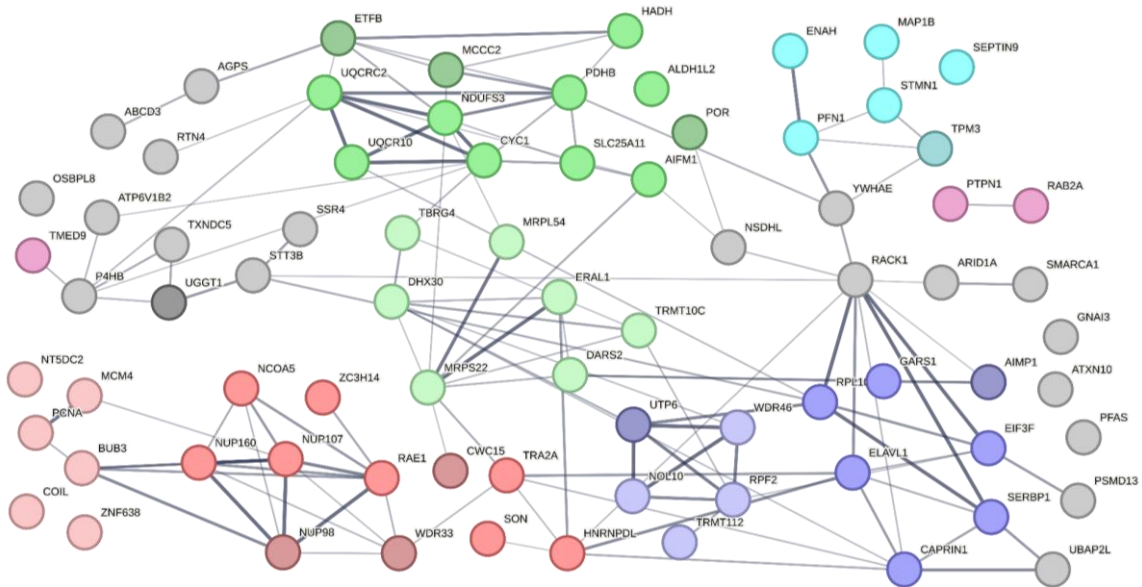 ETFB
HADH
MAP1B
ENAH
MCCC2
SEPTIN9
AGPS
UQCRC2
PDHB
ALDH1L2
STMN1
NDUFS3
ABCD3
POR
PFN1
TPM3
RTN4
UQCR10
CYC1
SLC25A11
AIFM1
OSBPL8
YWHAE
PTPN1
RAB2A
ATP6V1B2
SSR4
TBRG4
MRPL54
TXNDC5
NSDHL
TMED9
STT3B
RACK1
ARID1A
SMARCA1
P4HB
UGGT1
DHX30
ERAL1
TRMT10C
GNAI3
NT5DC2
MRPS22
DARS2
GARS1
AIMP1
ATXN10
MCM4
NCOA5
ZC3H14
PCNA
UTP6
WDR46
PFAS
BUB3
NUP160
NUP107
RAE1
CWC15
TRA2A
EIF3F
ELAVL1
NOL10
RPF2
COIL
PSMD13
SERBP1
ZNF638
NUP98
WDR33
SON
HNRNPDL
TRMT112
CAPRIN1
UBAP2L